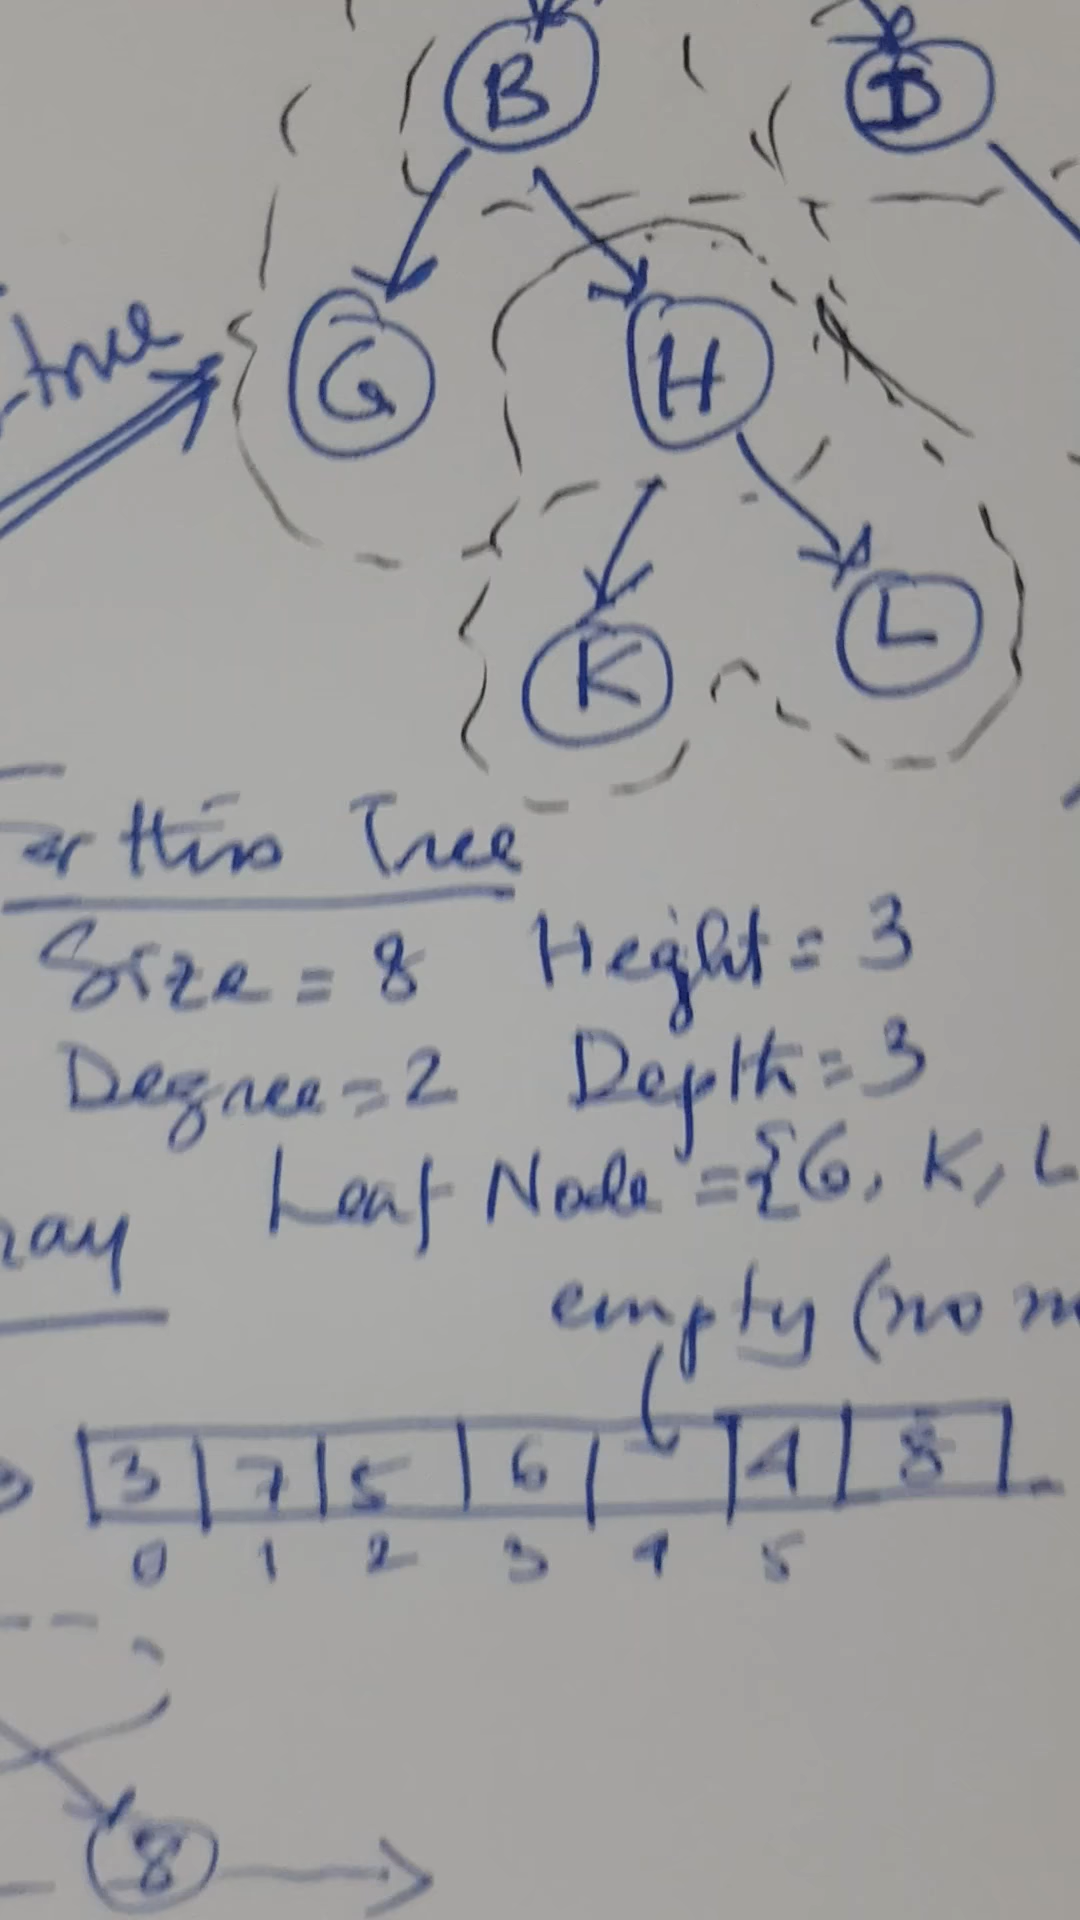 B D
-tree
G H
K L
this Tree
Size = 8 Height = 3
Degree = 2 Depth = 3
Leaf Node = {G, K, L
ray
empty (no
3 7 5 6 4 8
0 1 2 3 4 5
8